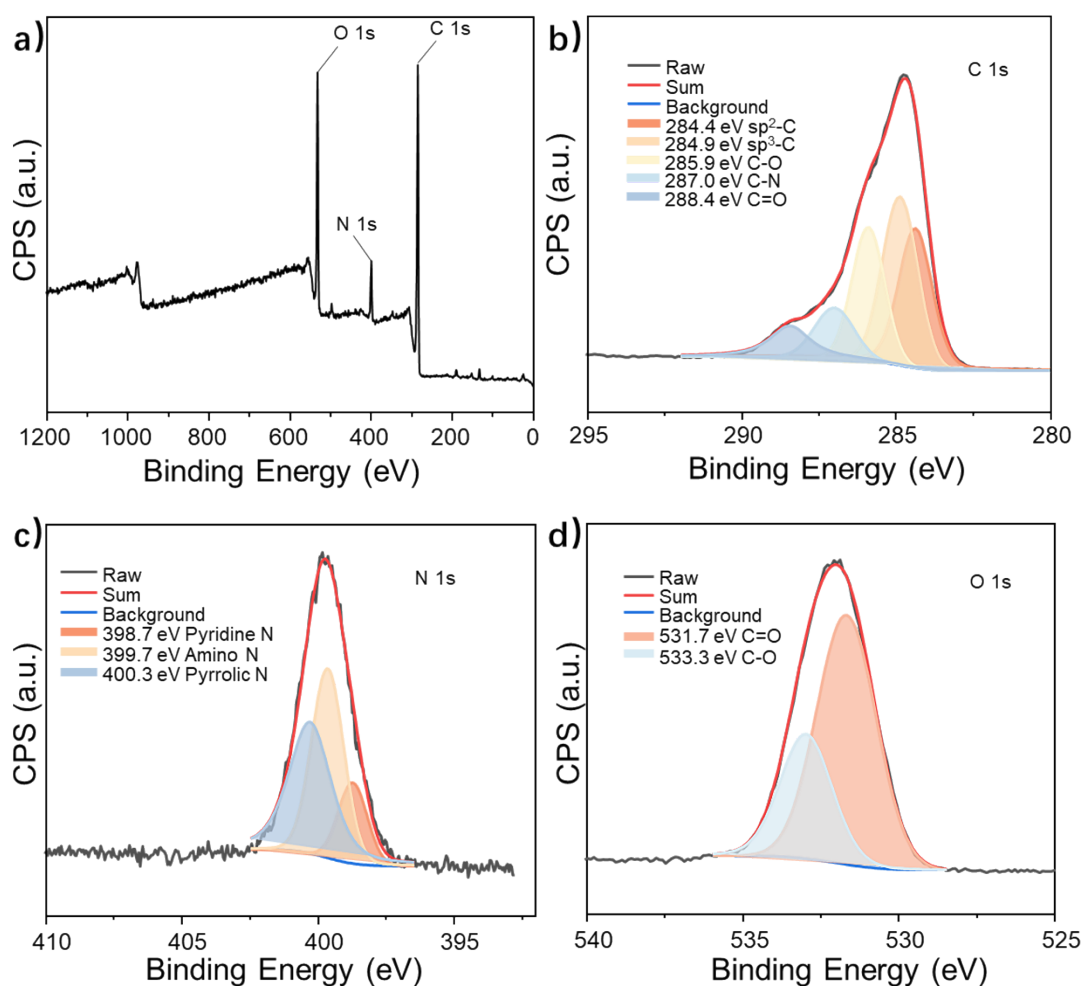 a)
O 1s
C 1s
N 1s
CPS (a.u.)
1200 1000 800 600 400 200 0
Binding Energy (eV)
b)
Raw
Sum
Background
284.4 eV sp²-C
284.9 eV sp³-C
285.9 eV C-O
287.0 eV C-N
288.4 eV C=O
C 1s
CPS (a.u.)
295 290 285 280
Binding Energy (eV)
c)
Raw
Sum
Background
398.7 eV Pyridine N
399.7 eV Amino N
400.3 eV Pyrrolic N
N 1s
CPS (a.u.)
410 405 400 395
Binding Energy (eV)
d)
Raw
Sum
Background
531.7 eV C=O
533.3 eV C-O
O 1s
CPS (a.u.)
540 535 530 525
Binding Energy (eV)